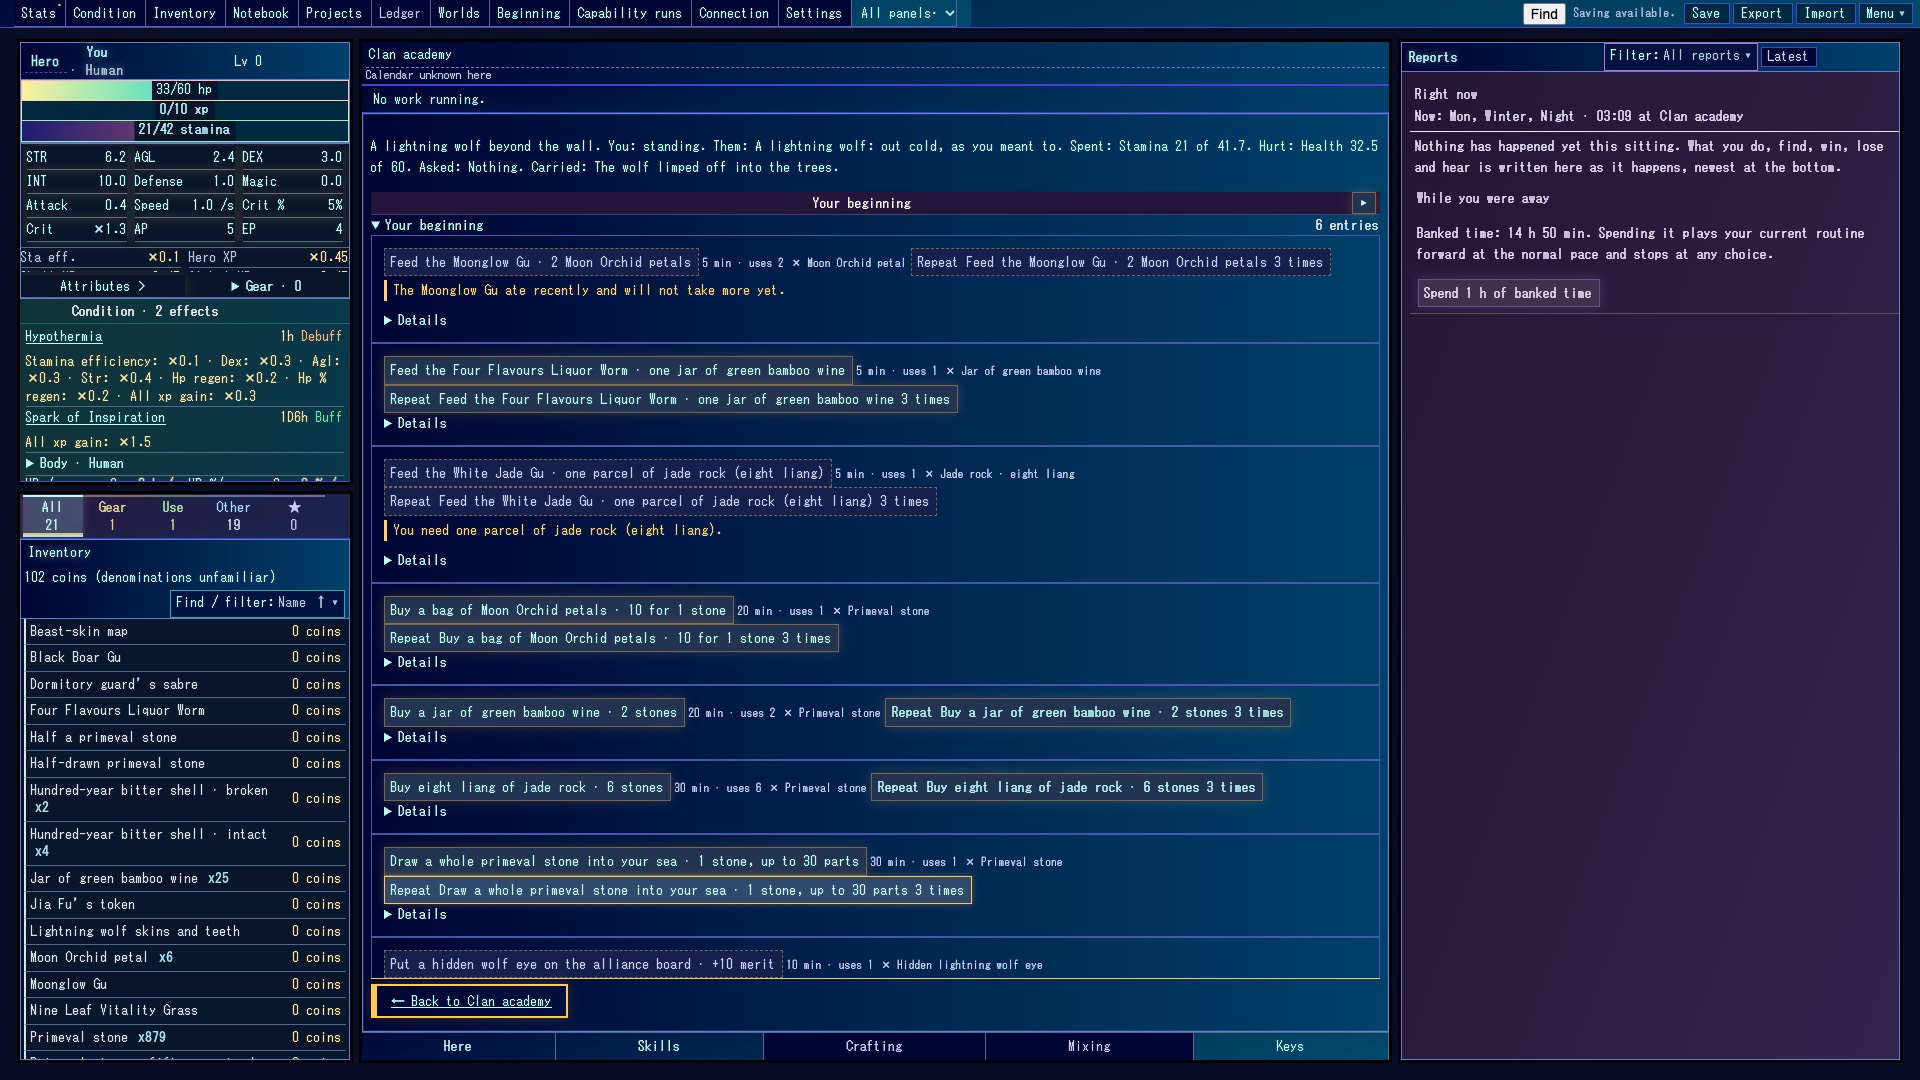 Stats Condition Inventory Notebook Projects Ledger Worlds Beginning Capability runs Connection Settings All panels· Find Saving available. Save Export Import Menu ▾
Hero · You Human Lv 0
33/60 hp
0/10 xp
21/42 stamina
STR 6.2 AGL 2.4 DEX 3.0
INT 10.0 Defense 1.0 Magic 0.0
Attack 0.4 Speed 1.0 /s Crit % 5%
Crit ×1.3 AP 5 EP 4
Sta eff. ×0.1 Hero XP ×0.45
Attributes > ▶ Gear · 0
Condition · 2 effects
Hypothermia 1h Debuff
Stamina efficiency: ×0.1 · Dex: ×0.3 · Agl:
×0.3 · Str: ×0.4 · Hp regen: ×0.2 · Hp %
regen: ×0.2 · All xp gain: ×0.3
Spark of Inspiration 1D6h Buff
All xp gain: ×1.5
▶ Body · Human
All 21 Gear 1 Use 1 Other 19 ★ 0
Inventory
102 coins (denominations unfamiliar)
Find / filter: Name ↑ ▾
Beast-skin map 0 coins
Black Boar Gu 0 coins
Dormitory guard's sabre 0 coins
Four Flavours Liquor Worm 0 coins
Half a primeval stone 0 coins
Half-drawn primeval stone 0 coins
Hundred-year bitter shell · broken x2 0 coins
Hundred-year bitter shell · intact x4 0 coins
Jar of green bamboo wine x25 0 coins
Jia Fu's token 0 coins
Lightning wolf skins and teeth 0 coins
Moon Orchid petal x6 0 coins
Moonglow Gu 0 coins
Nine Leaf Vitality Grass 0 coins
Primeval stone x879 0 coins
Clan academy
Calendar unknown here
No work running.
A lightning wolf beyond the wall. You: standing. Them: A lightning wolf: out cold, as you meant to. Spent: Stamina 21 of 41.7. Hurt: Health 32.5
of 60. Asked: Nothing. Carried: The wolf limped off into the trees.
Your beginning ▸
▼ Your beginning 6 entries
Feed the Moonglow Gu · 2 Moon Orchid petals 5 min · uses 2 × Moon Orchid petal Repeat Feed the Moonglow Gu · 2 Moon Orchid petals 3 times
The Moonglow Gu ate recently and will not take more yet.
▶ Details
Feed the Four Flavours Liquor Worm · one jar of green bamboo wine 5 min · uses 1 × Jar of green bamboo wine
Repeat Feed the Four Flavours Liquor Worm · one jar of green bamboo wine 3 times
▶ Details
Feed the White Jade Gu · one parcel of jade rock (eight liang) 5 min · uses 1 × Jade rock · eight liang
Repeat Feed the White Jade Gu · one parcel of jade rock (eight liang) 3 times
You need one parcel of jade rock (eight liang).
▶ Details
Buy a bag of Moon Orchid petals · 10 for 1 stone 20 min · uses 1 × Primeval stone
Repeat Buy a bag of Moon Orchid petals · 10 for 1 stone 3 times
▶ Details
Buy a jar of green bamboo wine · 2 stones 20 min · uses 2 × Primeval stone Repeat Buy a jar of green bamboo wine · 2 stones 3 times
▶ Details
Buy eight liang of jade rock · 6 stones 30 min · uses 6 × Primeval stone Repeat Buy eight liang of jade rock · 6 stones 3 times
▶ Details
Draw a whole primeval stone into your sea · 1 stone, up to 30 parts 30 min · uses 1 × Primeval stone
Repeat Draw a whole primeval stone into your sea · 1 stone, up to 30 parts 3 times
▶ Details
Put a hidden wolf eye on the alliance board · +10 merit 10 min · uses 1 × Hidden lightning wolf eye
← Back to Clan academy
Here Skills Crafting Mixing Keys
Reports Filter: All reports ▾ Latest
Right now
Now: Mon, Winter, Night · 03:09 at Clan academy
Nothing has happened yet this sitting. What you do, find, win, lose
and hear is written here as it happens, newest at the bottom.
While you were away
Banked time: 14 h 50 min. Spending it plays your current routine
forward at the normal pace and stops at any choice.
Spend 1 h of banked time